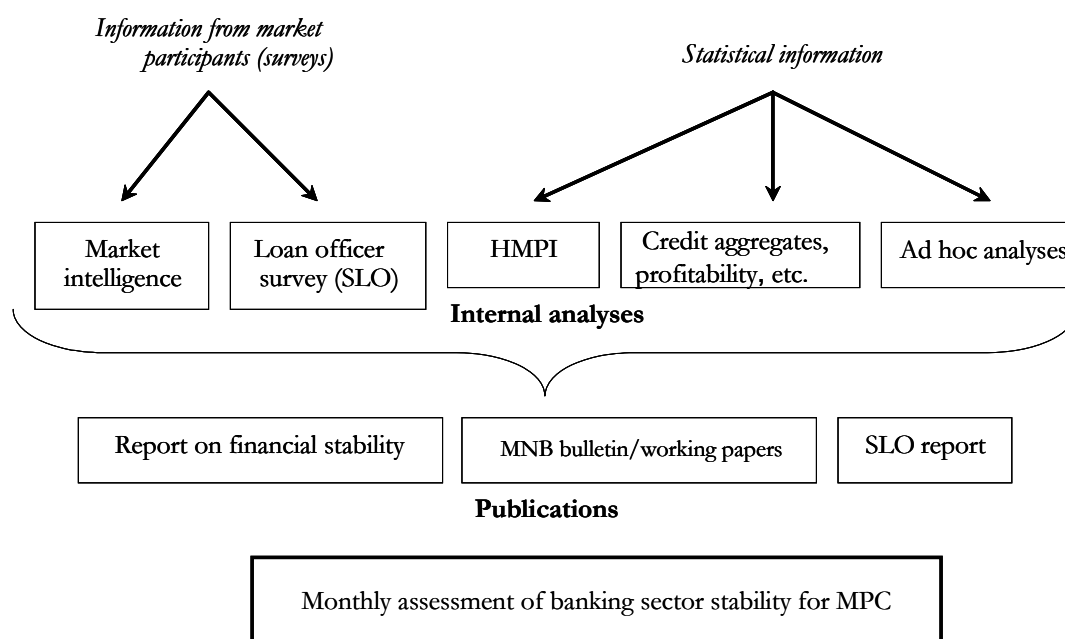 Information from market
participants (surveys)
Statistical information
Market
intelligence
Loan officer
survey (SLO)
HMPI
Credit aggregates,
profitability, etc.
Ad hoc analyses
Internal analyses
Report on financial stability
MNB bulletin/working papers
SLO report
Publications
Monthly assessment of banking sector stability for MPC